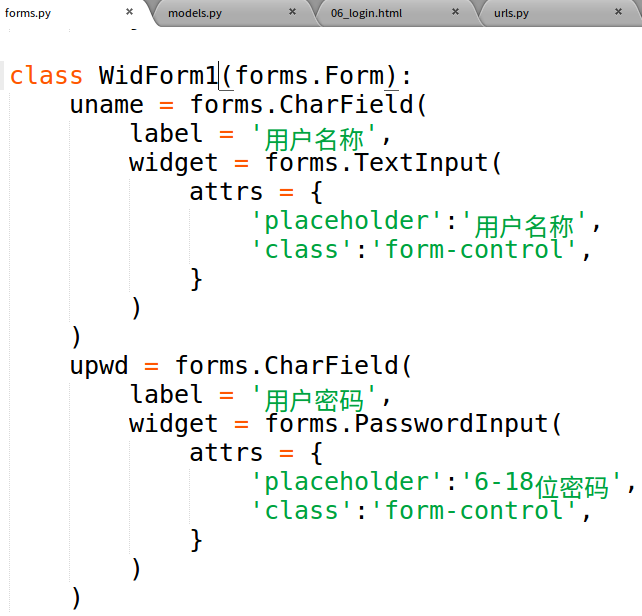 forms.py × models.py × 06_login.html × urls.py ×
class WidForm1(forms.Form):
    uname = forms.CharField(
        label = '用户名称',
        widget = forms.TextInput(
            attrs = {
                'placeholder':'用户名称',
                'class':'form-control',
            }
        )
    )
    upwd = forms.CharField(
        label = '用户密码',
        widget = forms.PasswordInput(
            attrs = {
                'placeholder':'6-18位密码',
                'class':'form-control',
            }
        )
    )